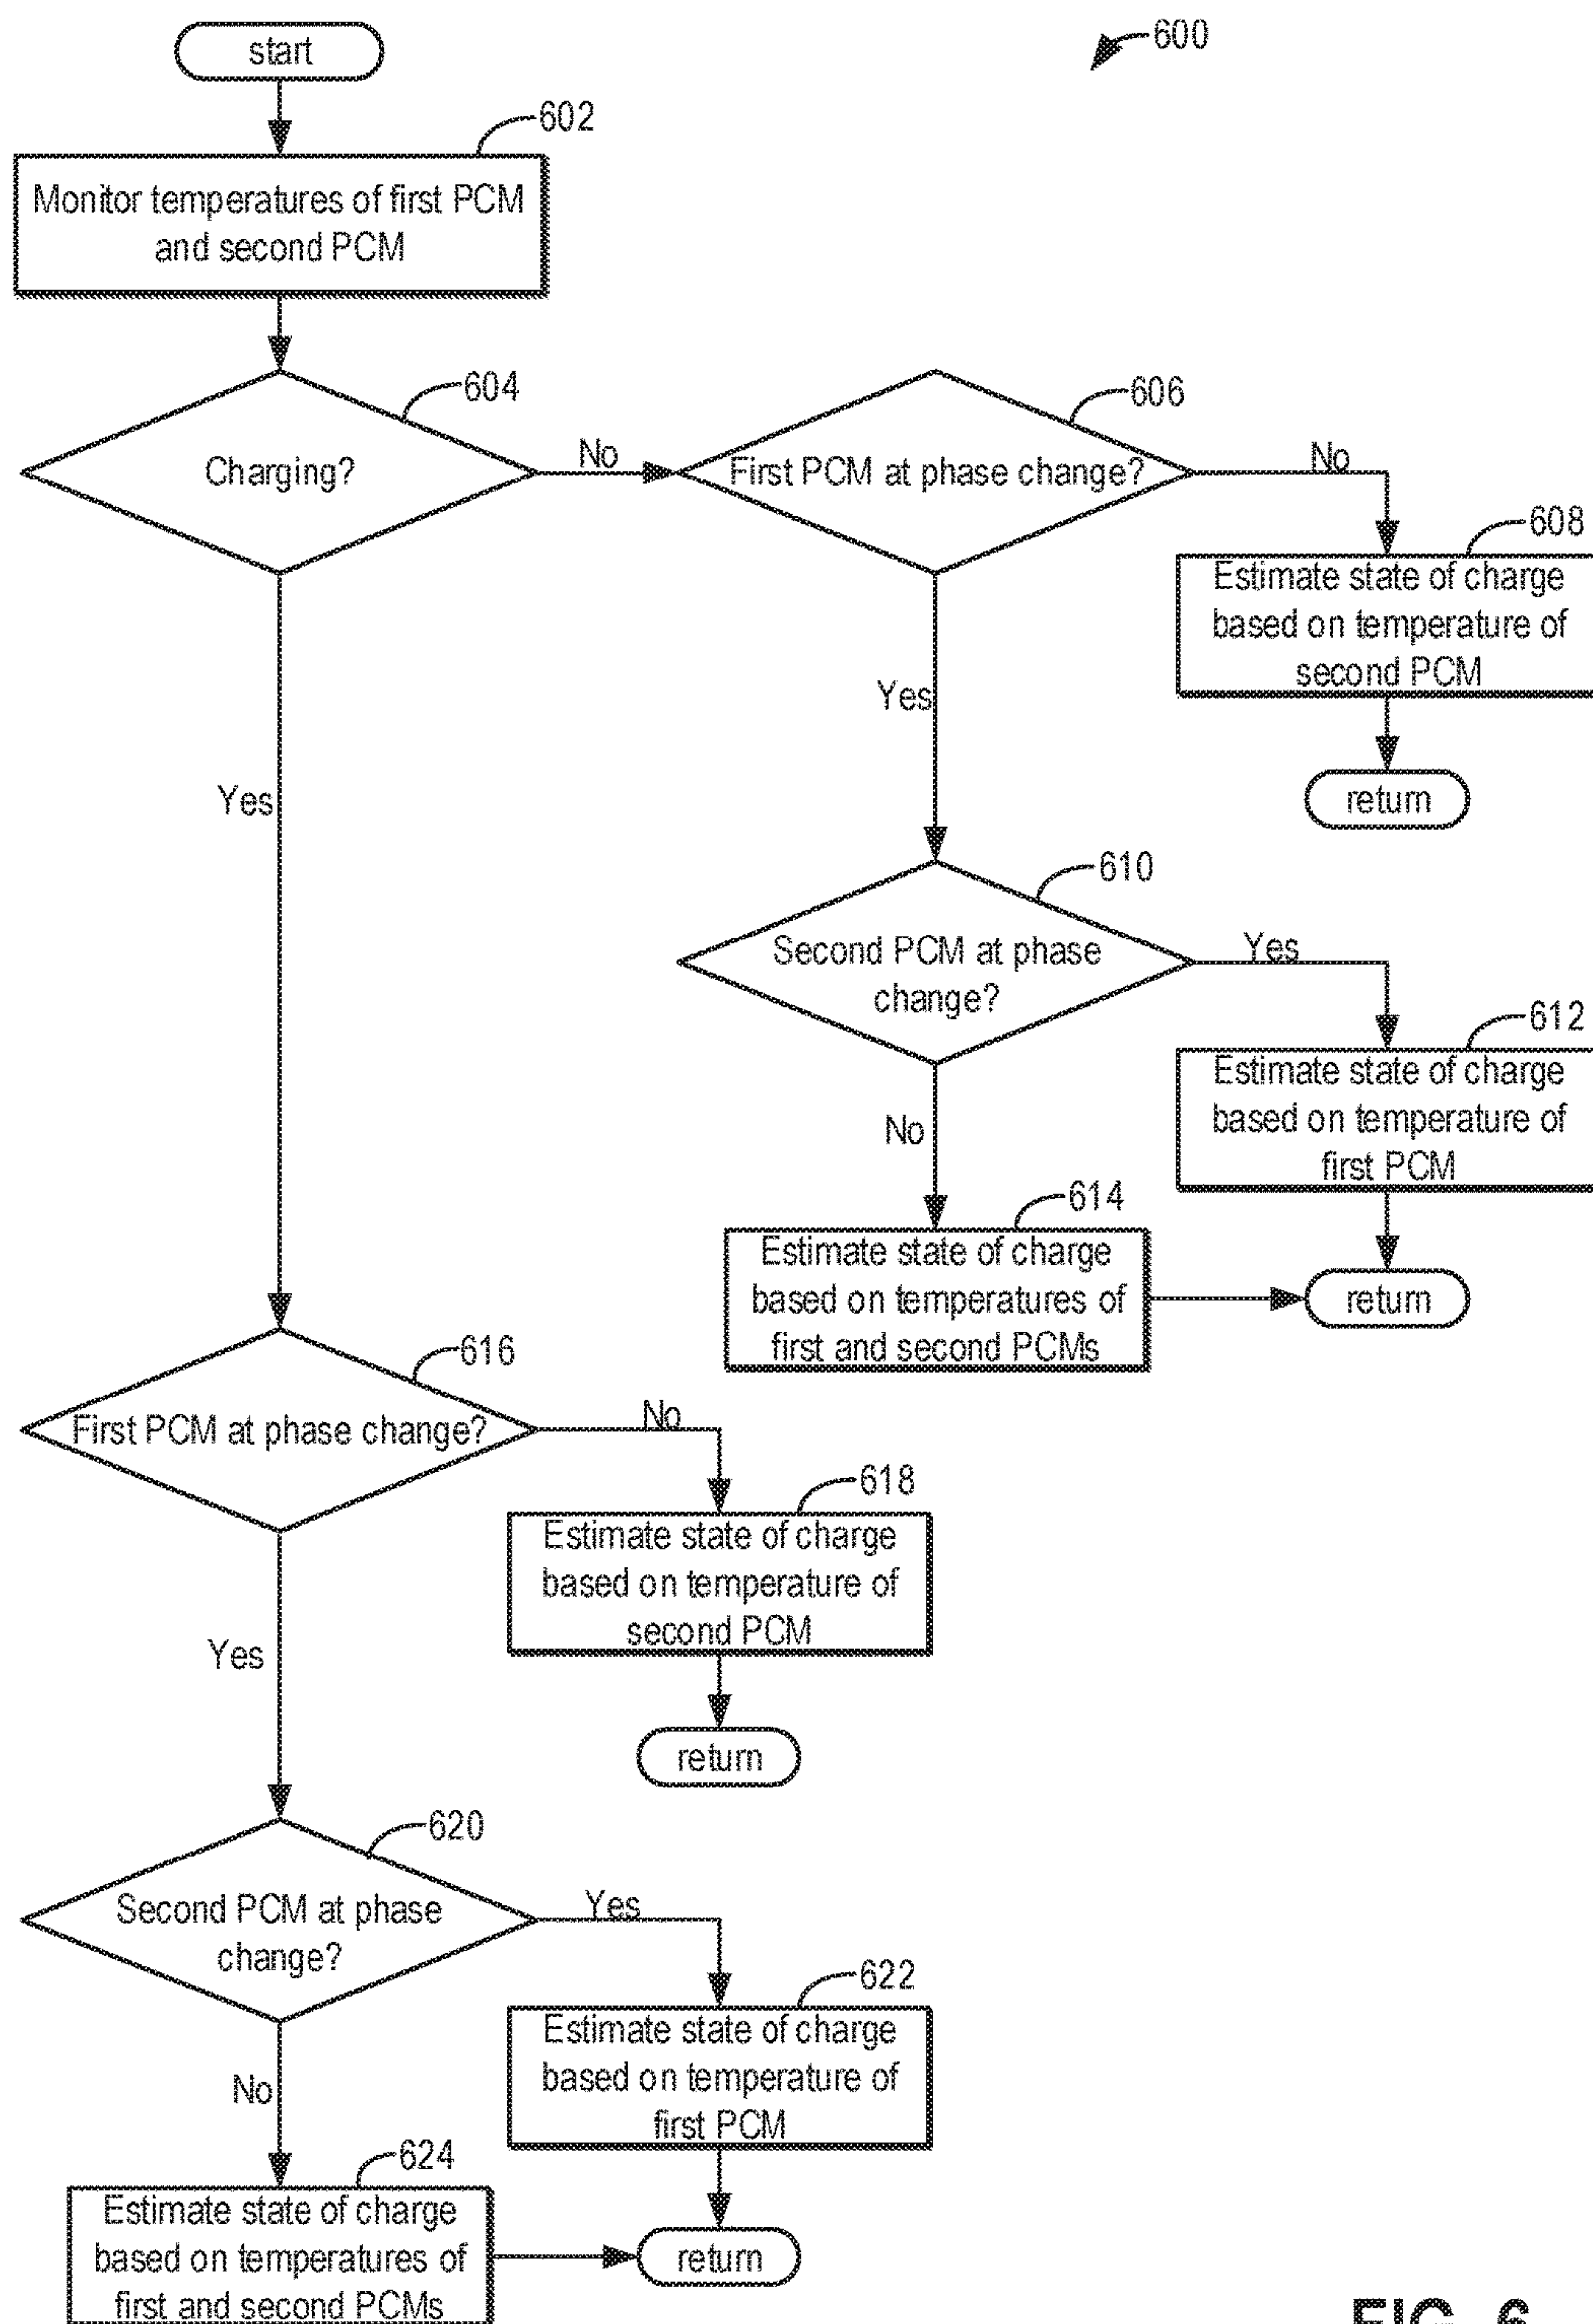 start
600
602
Monitor temperatures of first PCM
and second PCM
604
Charging?
No
606
First PCM at phase change?
No
608
Estimate state of charge
based on temperature of
second PCM
return
Yes
Yes
610
Second PCM at phase
change?
Yes
612
Estimate state of charge
based on temperature of
first PCM
return
No
614
Estimate state of charge
based on temperatures of
first and second PCMs
616
First PCM at phase change?
No
618
Estimate state of charge
based on temperature of
second PCM
return
Yes
620
Second PCM at phase
change?
Yes
622
Estimate state of charge
based on temperature of
first PCM
return
No
624
Estimate state of charge
based on temperatures of
first and second PCMs
FIG. 6